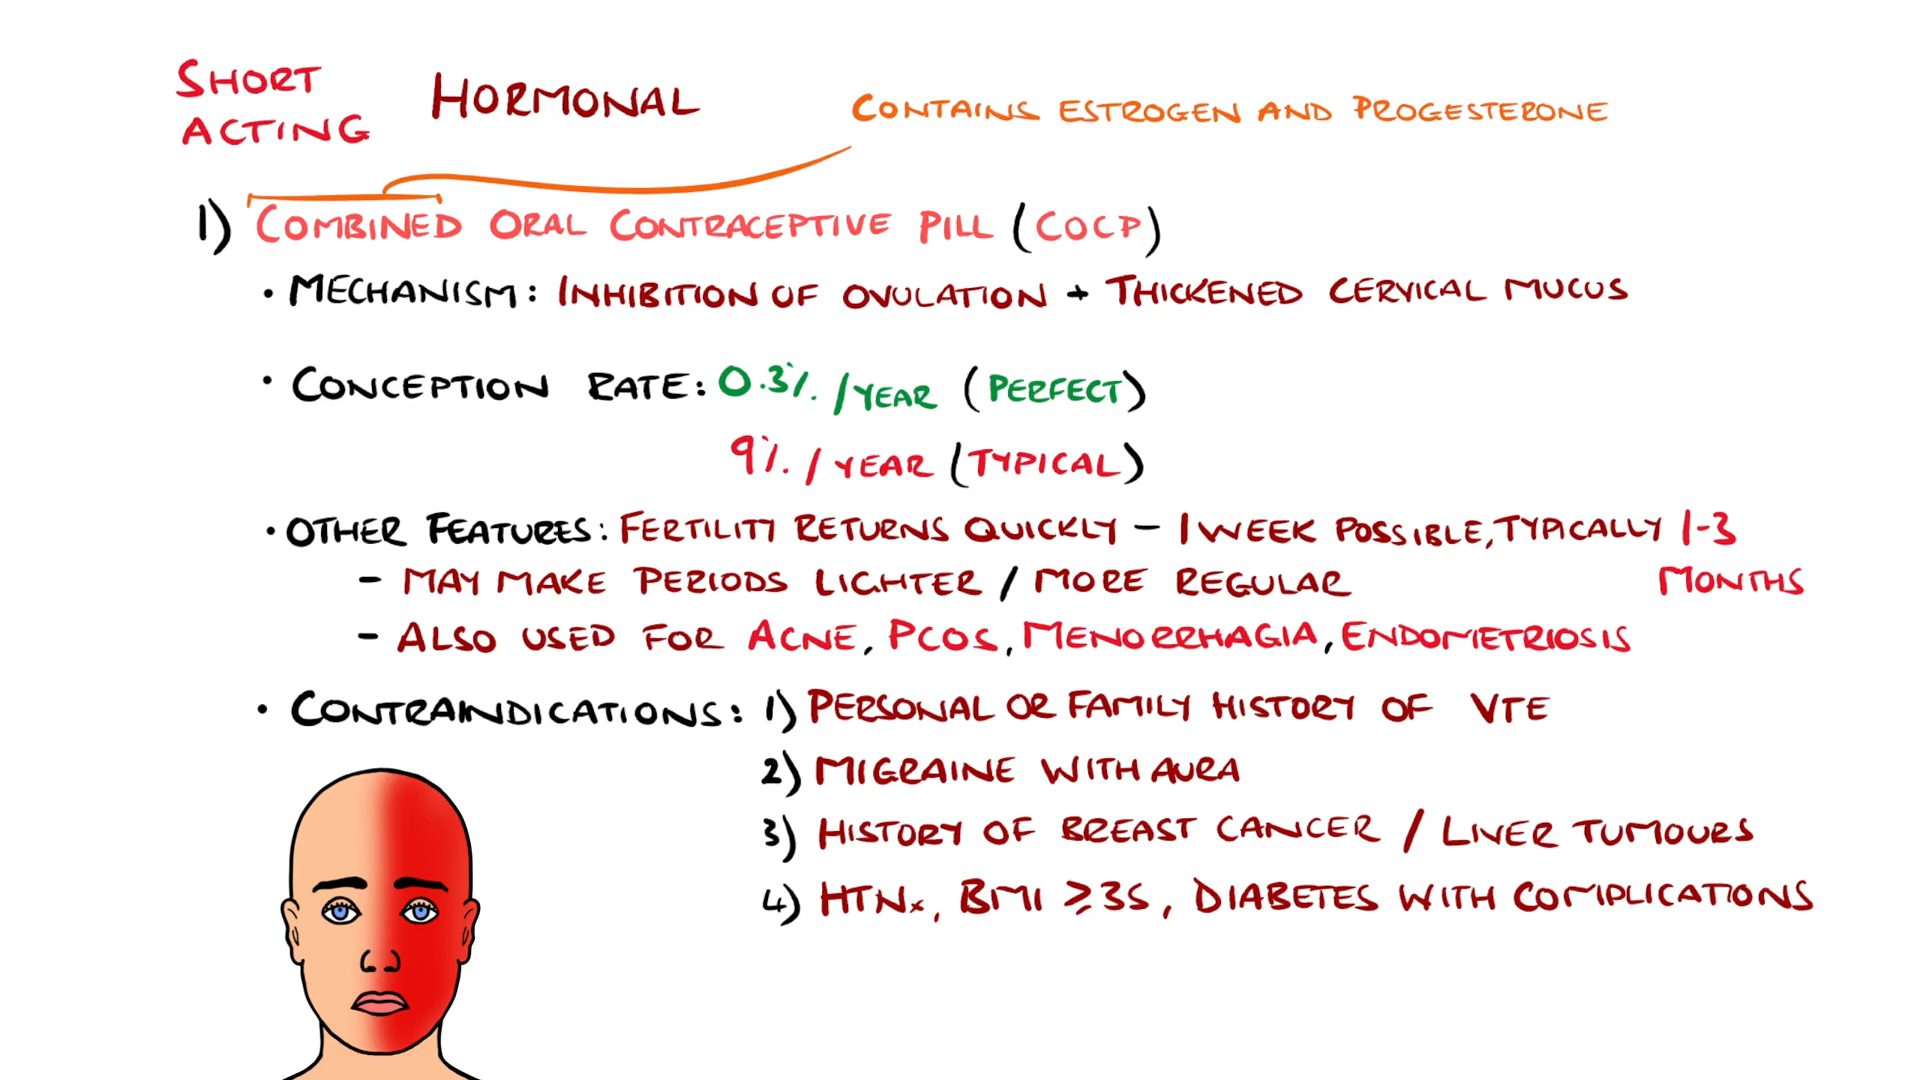 SHORT
ACTING
HORMONAL
CONTAINS ESTROGEN AND PROGESTERONE
1) COMBINED ORAL CONTRACEPTIVE PILL (COCP)
• MECHANISM: INHIBITION OF OVULATION + THICKENED CERVICAL MUCUS
• CONCEPTION RATE: 0.3% / YEAR (PERFECT)
9% / YEAR (TYPICAL)
• OTHER FEATURES: FERTILITY RETURNS QUICKLY – 1 WEEK POSSIBLE, TYPICALLY 1-3
MONTHS
– MAY MAKE PERIODS LIGHTER / MORE REGULAR
– ALSO USED FOR ACNE, PCOS, MENORRHAGIA, ENDOMETRIOSIS
• CONTRAINDICATIONS: 1) PERSONAL OR FAMILY HISTORY OF VTE
2) MIGRAINE WITH AURA
3) HISTORY OF BREAST CANCER / LIVER TUMOURS
4) HTNx, BMI ≥35, DIABETES WITH COMPLICATIONS